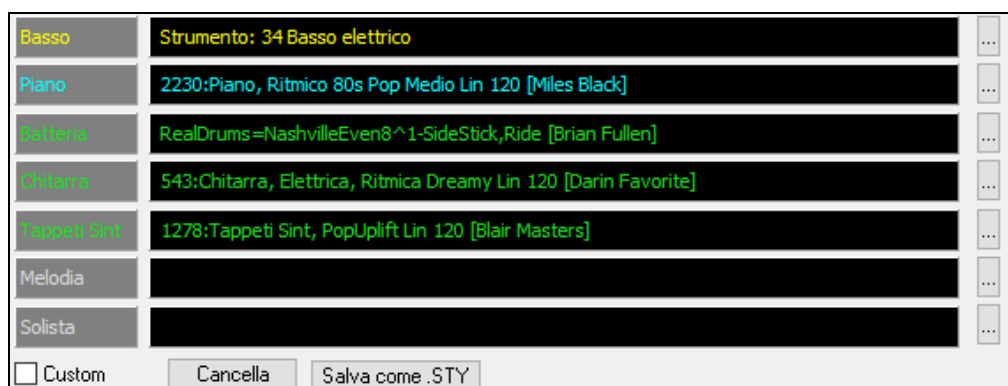 Basso Strumento: 34 Basso elettrico ...
Piano 2230:Piano, Ritmico 80s Pop Medio Lin 120 [Miles Black] ...
Batteria RealDrums=NashvilleEven8^1-SideStick,Ride [Brian Fullen] ...
Chitarra 543:Chitarra, Elettrica, Ritmica Dreamy Lin 120 [Darin Favorite] ...
Tappeti Sint 1278:Tappeti Sint, PopUplift Lin 120 [Blair Masters] ...
Melodia ...
Solista ...
Custom Cancella Salva come .STY